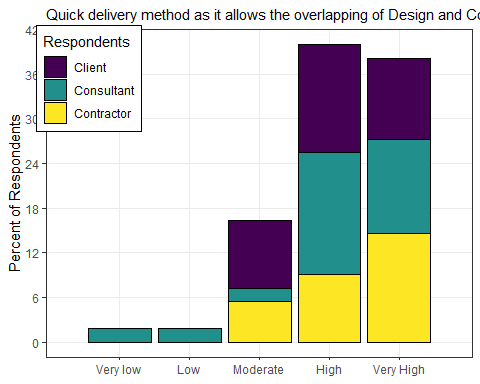 Quick delivery method as it allows the overlapping of Design and Co
Respondents
Client
Consultant
Contractor
Percent of Respondents
42
36
30
24
18
12
6
0
Very low
Low
Moderate
High
Very High